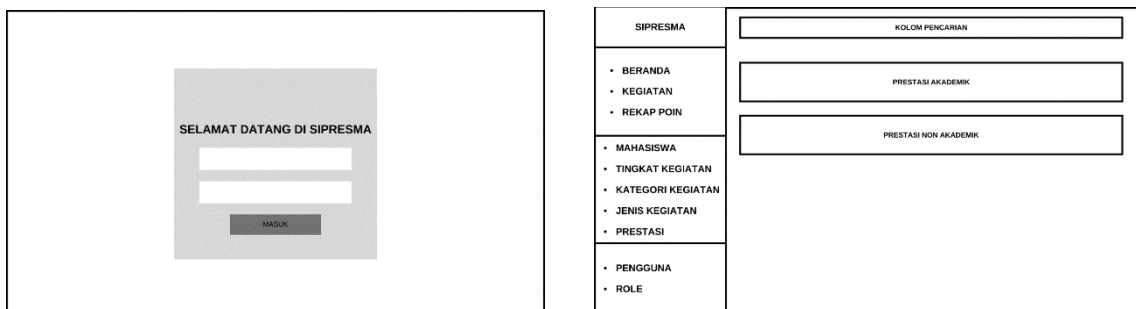 SELAMAT DATANG DI SIPRESMA
MASUK
SIPRESMA
• BERANDA
• KEGIATAN
• REKAP POIN
• MAHASISWA
• TINGKAT KEGIATAN
• KATEGORI KEGIATAN
• JENIS KEGIATAN
• PRESTASI
• PENGGUNA
• ROLE
KOLOM PENCARIAN
PRESTASI AKADEMIK
PRESTASI NON AKADEMIK